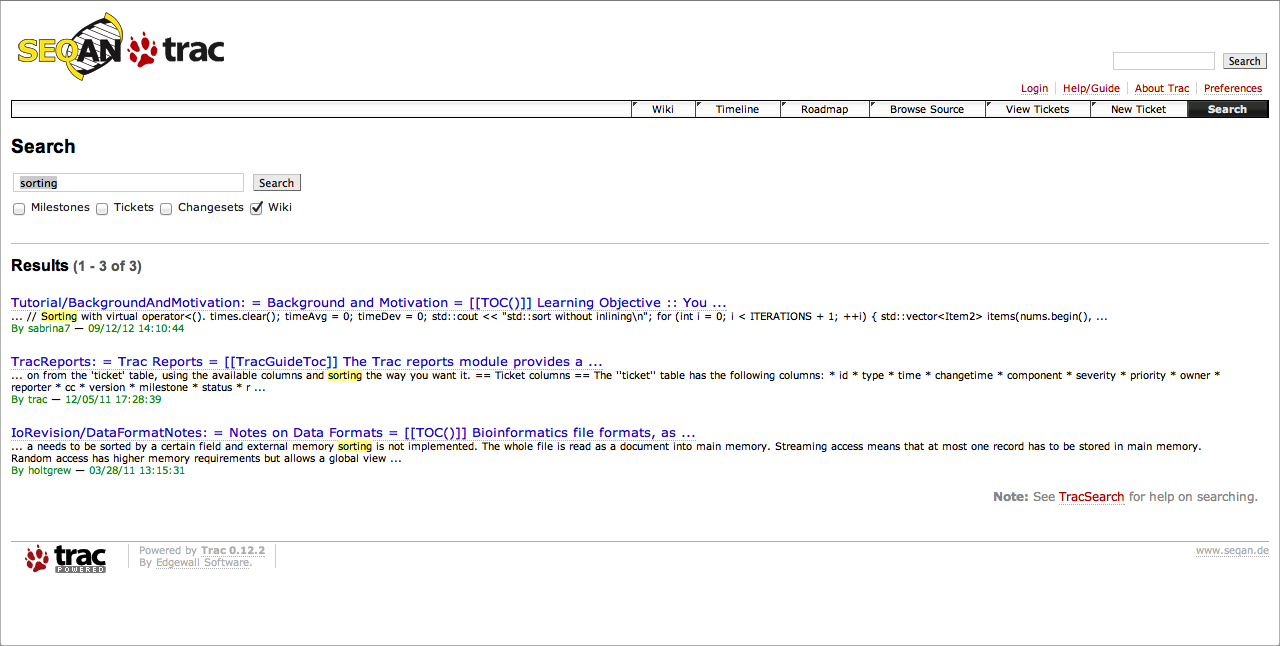 SEQAN trac
Search
Login Help/Guide About Trac Preferences
Wiki Timeline Roadmap Browse Source View Tickets New Ticket Search
Search
sorting Search
Milestones Tickets Changesets Wiki
Results (1 - 3 of 3)
Tutorial/BackgroundAndMotivation: = Background and Motivation = [[TOC()]] Learning Objective :: You ...
... // Sorting with virtual operator<(). times.clear(); timeAvg = 0; timeDev = 0; std::cout << "std::sort without inlining\n"; for (int i = 0; i < ITERATIONS + 1; ++i) { std::vector<Item2> items(nums.begin(), ...
By sabrina7 — 09/12/12 14:10:44
TracReports: = Trac Reports = [[TracGuideToc]] The Trac reports module provides a ...
... on from the 'ticket' table, using the available columns and sorting the way you want it. == Ticket columns == The ''ticket'' table has the following columns: * id * type * time * changetime * component * severity * priority * owner *
reporter * cc * version * milestone * status * r ...
By trac — 12/05/11 17:28:39
IoRevision/DataFormatNotes: = Notes on Data Formats = [[TOC()]] Bioinformatics file formats, as ...
... a needs to be sorted by a certain field and external memory sorting is not implemented. The whole file is read as a document into main memory. Streaming access means that at most one record has to be stored in main memory.
Random access has higher memory requirements but allows a global view ...
By holtgrew — 03/28/11 13:15:31
Note: See TracSearch for help on searching.
trac POWERED
Powered by Trac 0.12.2
By Edgewall Software.
www.seqan.de